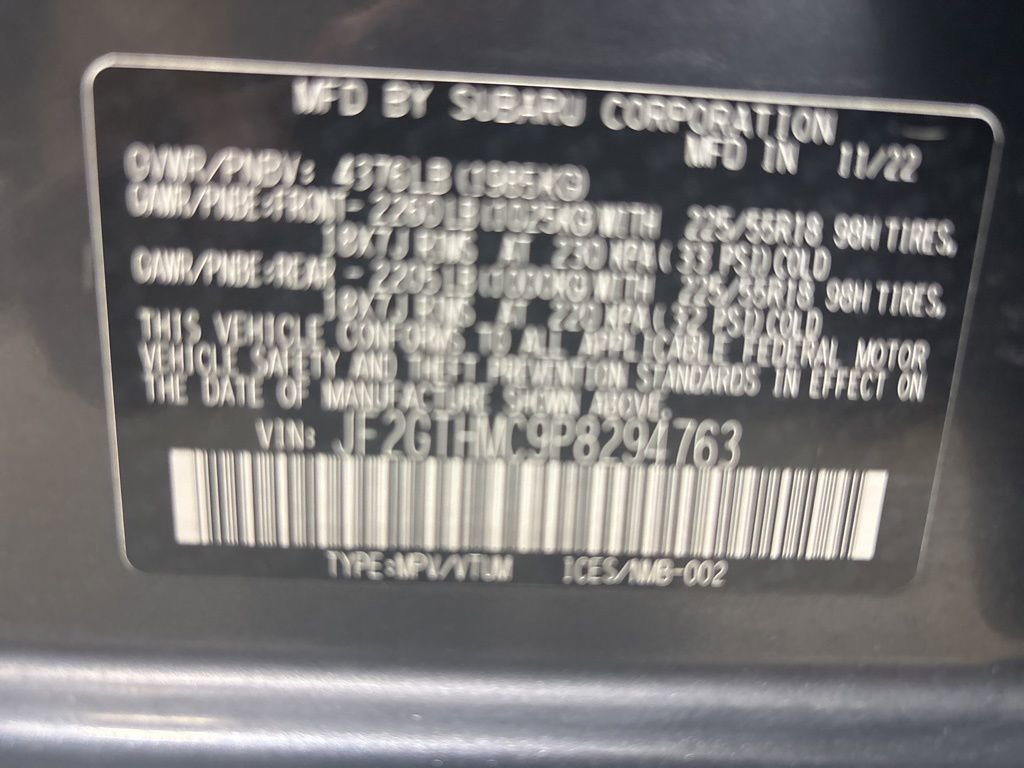 MFD BY SUBARU CORPORATION
MFD IN 11/22
GVWR/PNBV: 4376LB(1985KG)
GAWR/PNBE:FRONT-2260LB(1025KG)WITH 225/55R18 98H TIRES,
18X7J RIMS AT 230 KPA( 33 PSI)COLD
GAWR/PNBE:REAR -2205LB(1000KG)WITH 225/55R18 98H TIRES,
18X7J RIMS AT 220 KPA( 32 PSI)COLD
THIS VEHICLE CONFORMS TO ALL APPLICABLE FEDERAL MOTOR
VEHICLE SAFETY AND THEFT PREVENTION STANDARDS IN EFFECT ON
THE DATE OF MANUFACTURE SHOWN ABOVE.
VIN: JF2GTHMC9P8294763
TYPE:MPV/VTUM ICES/NMB-002